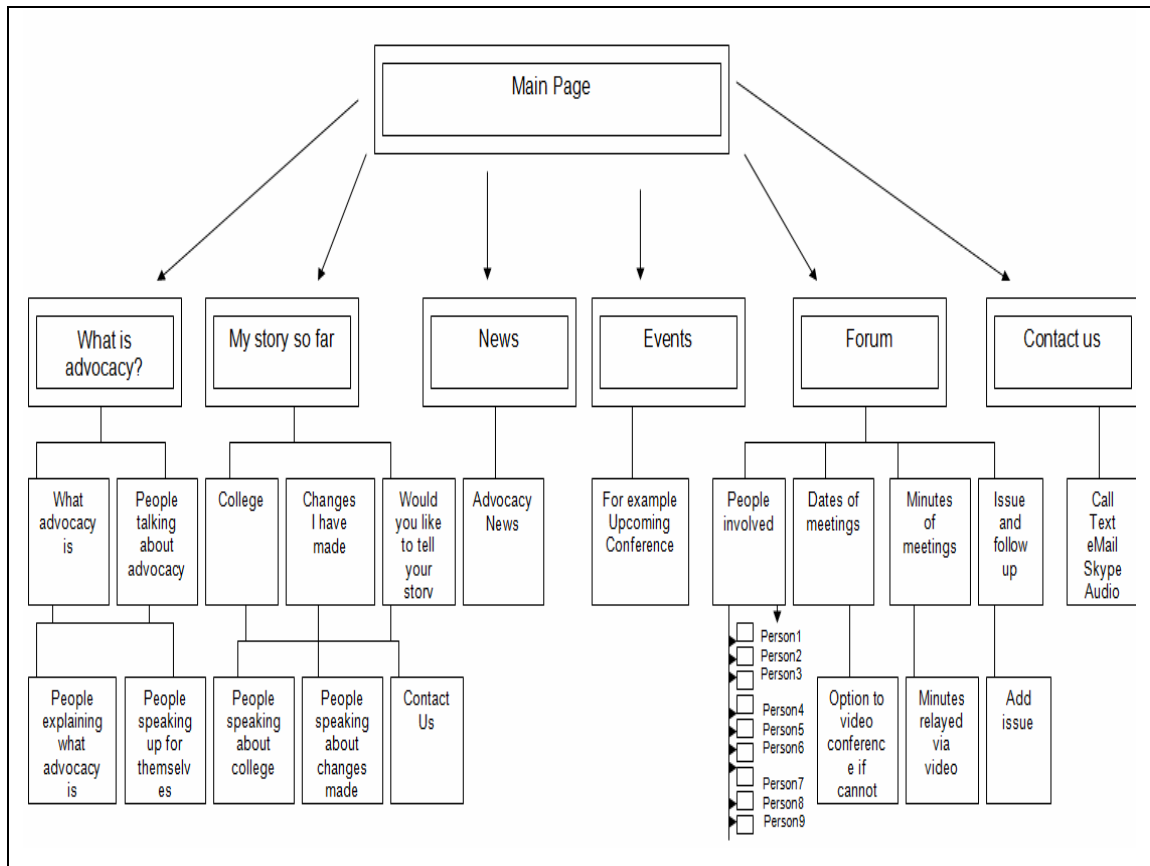 Main Page
What is
advocacy?
My story so far
News
Events
Forum
Contact us
What
advocacy
is
People
talking
about
advocacy
College
Changes
I have
made
Would
you like
to tell
your
story
Advocacy
News
For example
Upcoming
Conference
People
involved
Dates of
meetings
Minutes
of
meetings
Issue
and
follow
up
Call
Text
eMail
Skype
Audio
Person1
Person2
Person3
Person4
Person5
Person6
Person7
Person8
Person9
People
explaining
what
advocacy
is
People
speaking
up for
themselv
es
People
speaking
about
college
People
speaking
about
changes
made
Contact
Us
Option to
video
conferenc
e if
cannot
Minutes
relayed
via
video
Add
issue